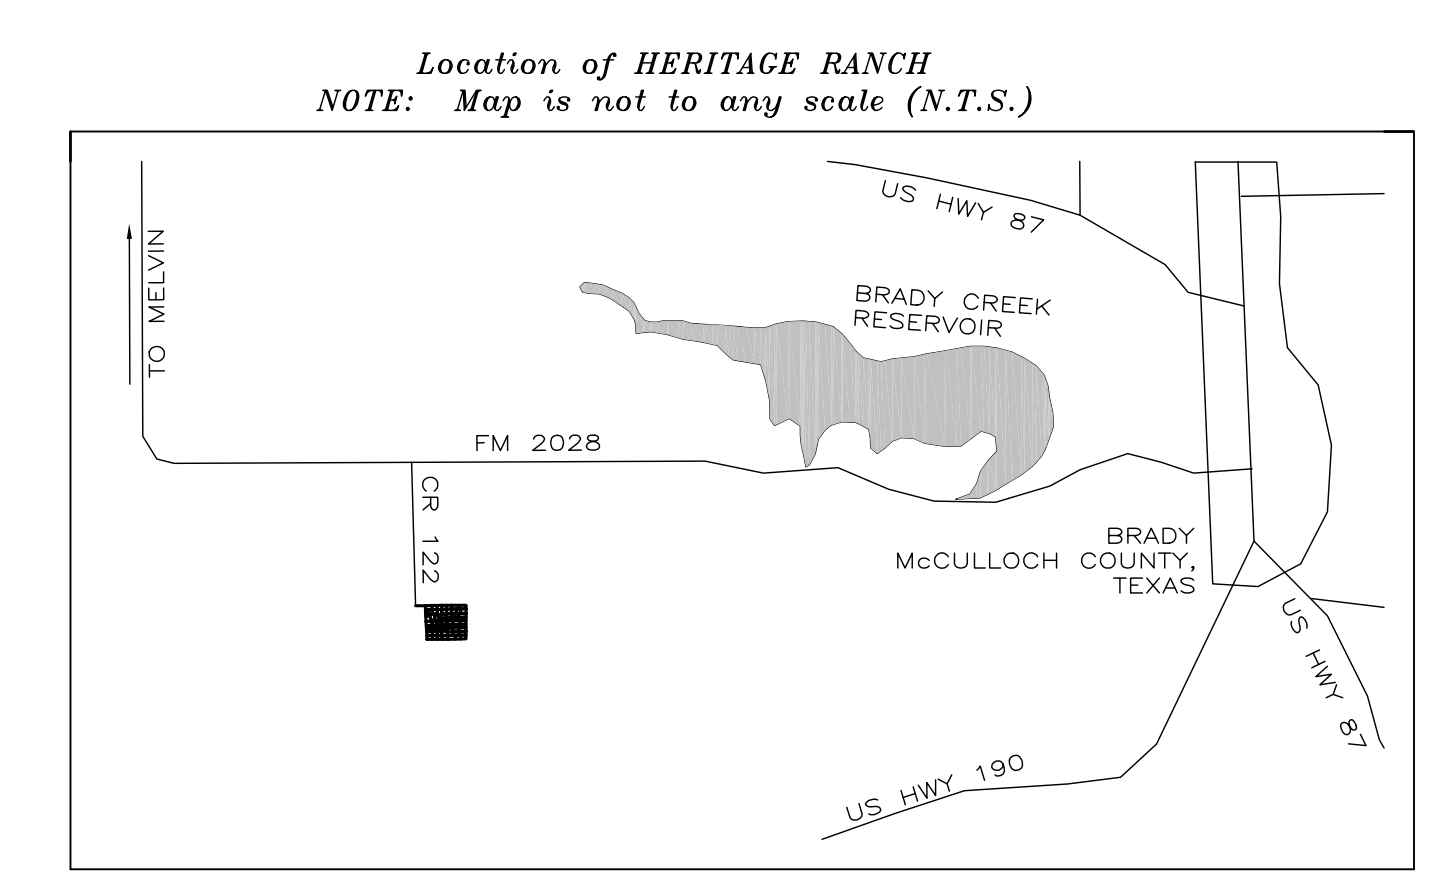 Location of HERITAGE RANCH
NOTE: Map is not to any scale (N.T.S.)
US HWY 87
TO MELVIN
BRADY CREEK
RESERVOIR
FM 2028
CR 122
BRADY
McCULLOCH COUNTY,
TEXAS
US HWY 87
US HWY 190